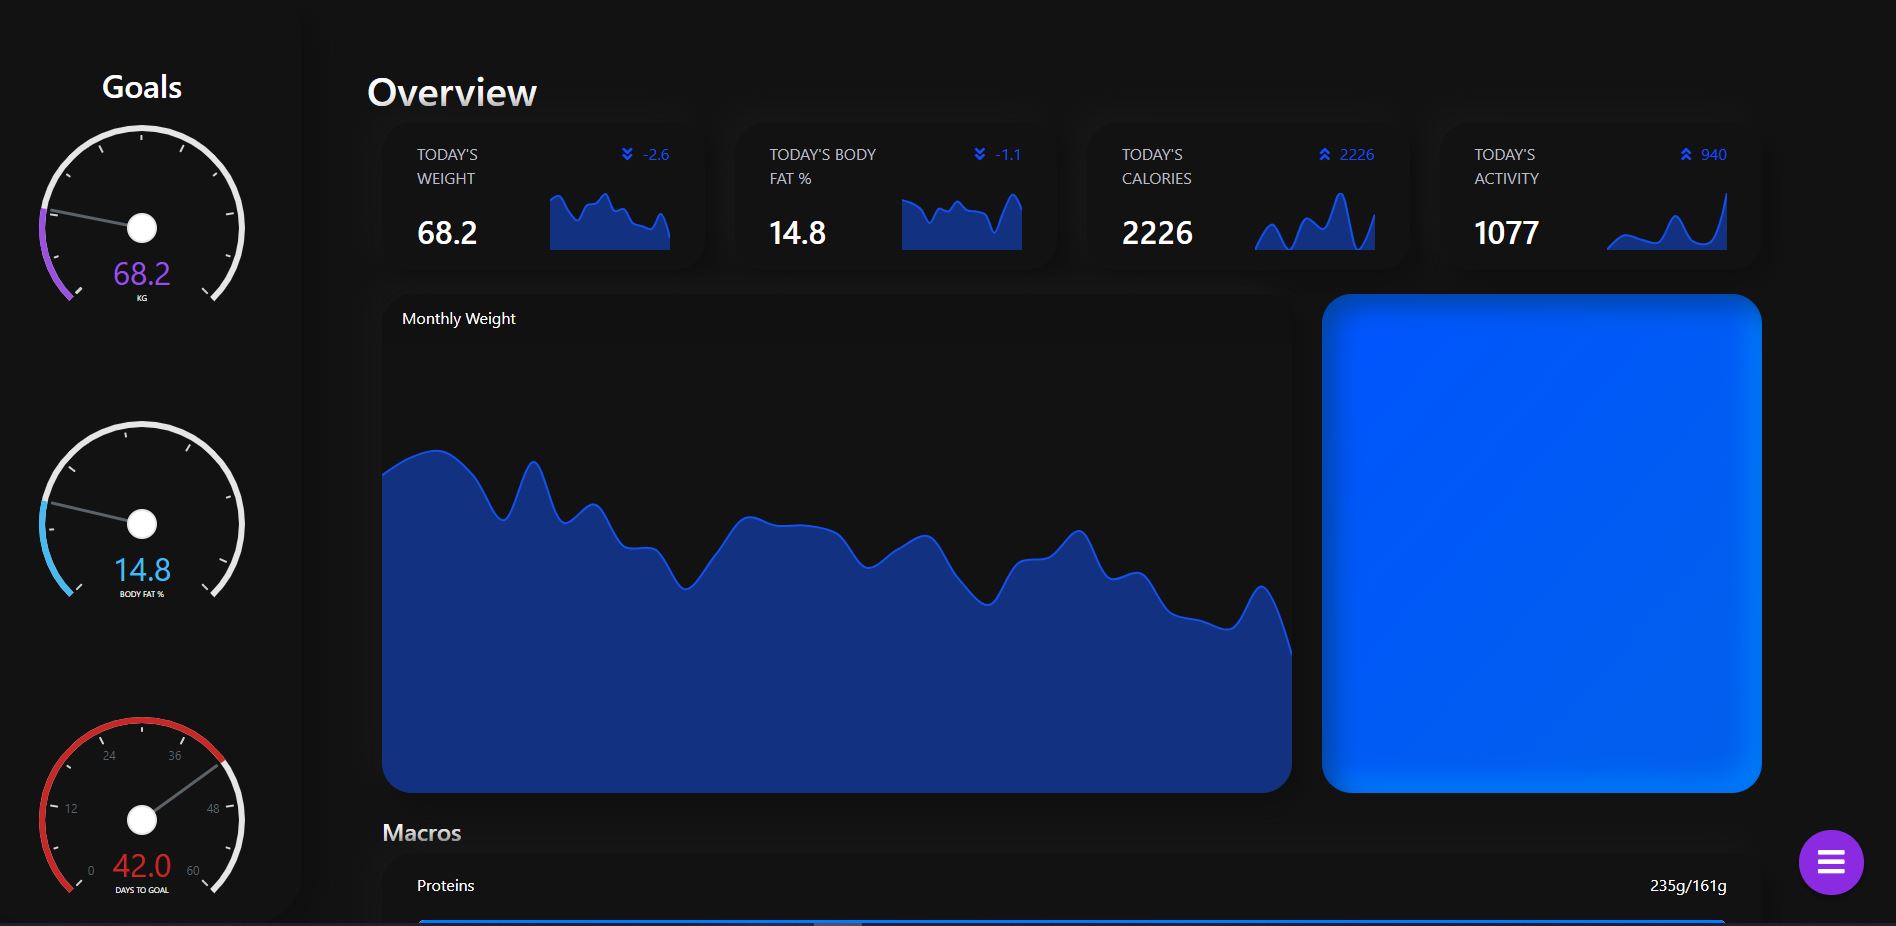 Goals
68.2
KG
14.8
BODY FAT %
24
36
12
48
0
42.0
60
DAYS TO GOAL
Overview
TODAY'S
WEIGHT
-2.6
68.2
TODAY'S BODY
FAT %
-1.1
14.8
TODAY'S
CALORIES
2226
2226
TODAY'S
ACTIVITY
940
1077
Monthly Weight
Macros
Proteins
235g/161g